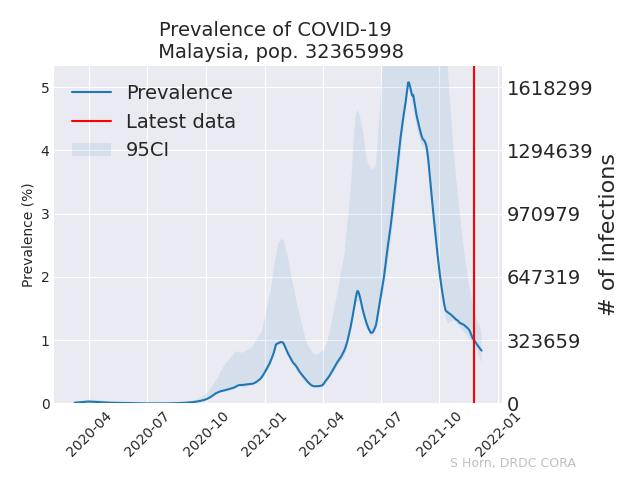 Prevalence of COVID-19
Malaysia, pop. 32365998
Prevalence
Latest data
95CI
Prevalence (%)
5
4
3
2
1
0
1618299
1294639
970979
647319
323659
0
# of infections
2020-04
2020-07
2020-10
2021-01
2021-04
2021-07
2021-10
2022-01
S Horn, DRDC CORA